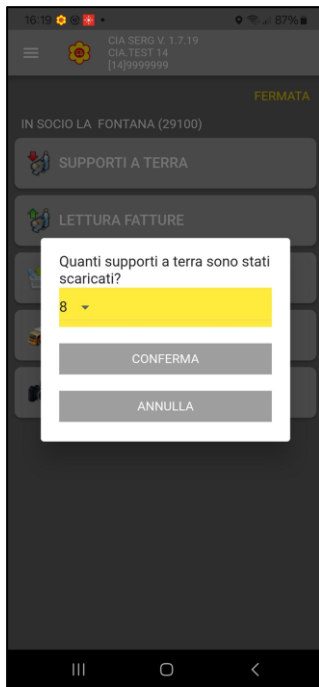 16:19 87%
CIA SERG V. 1.7.19
CIA.TEST 14
[14]9999999
FERMATA
IN SOCIO LA FONTANA (29100)
SUPPORTI A TERRA
LETTURA FATTURE
Quanti supporti a terra sono stati
scaricati?
8
CONFERMA
ANNULLA